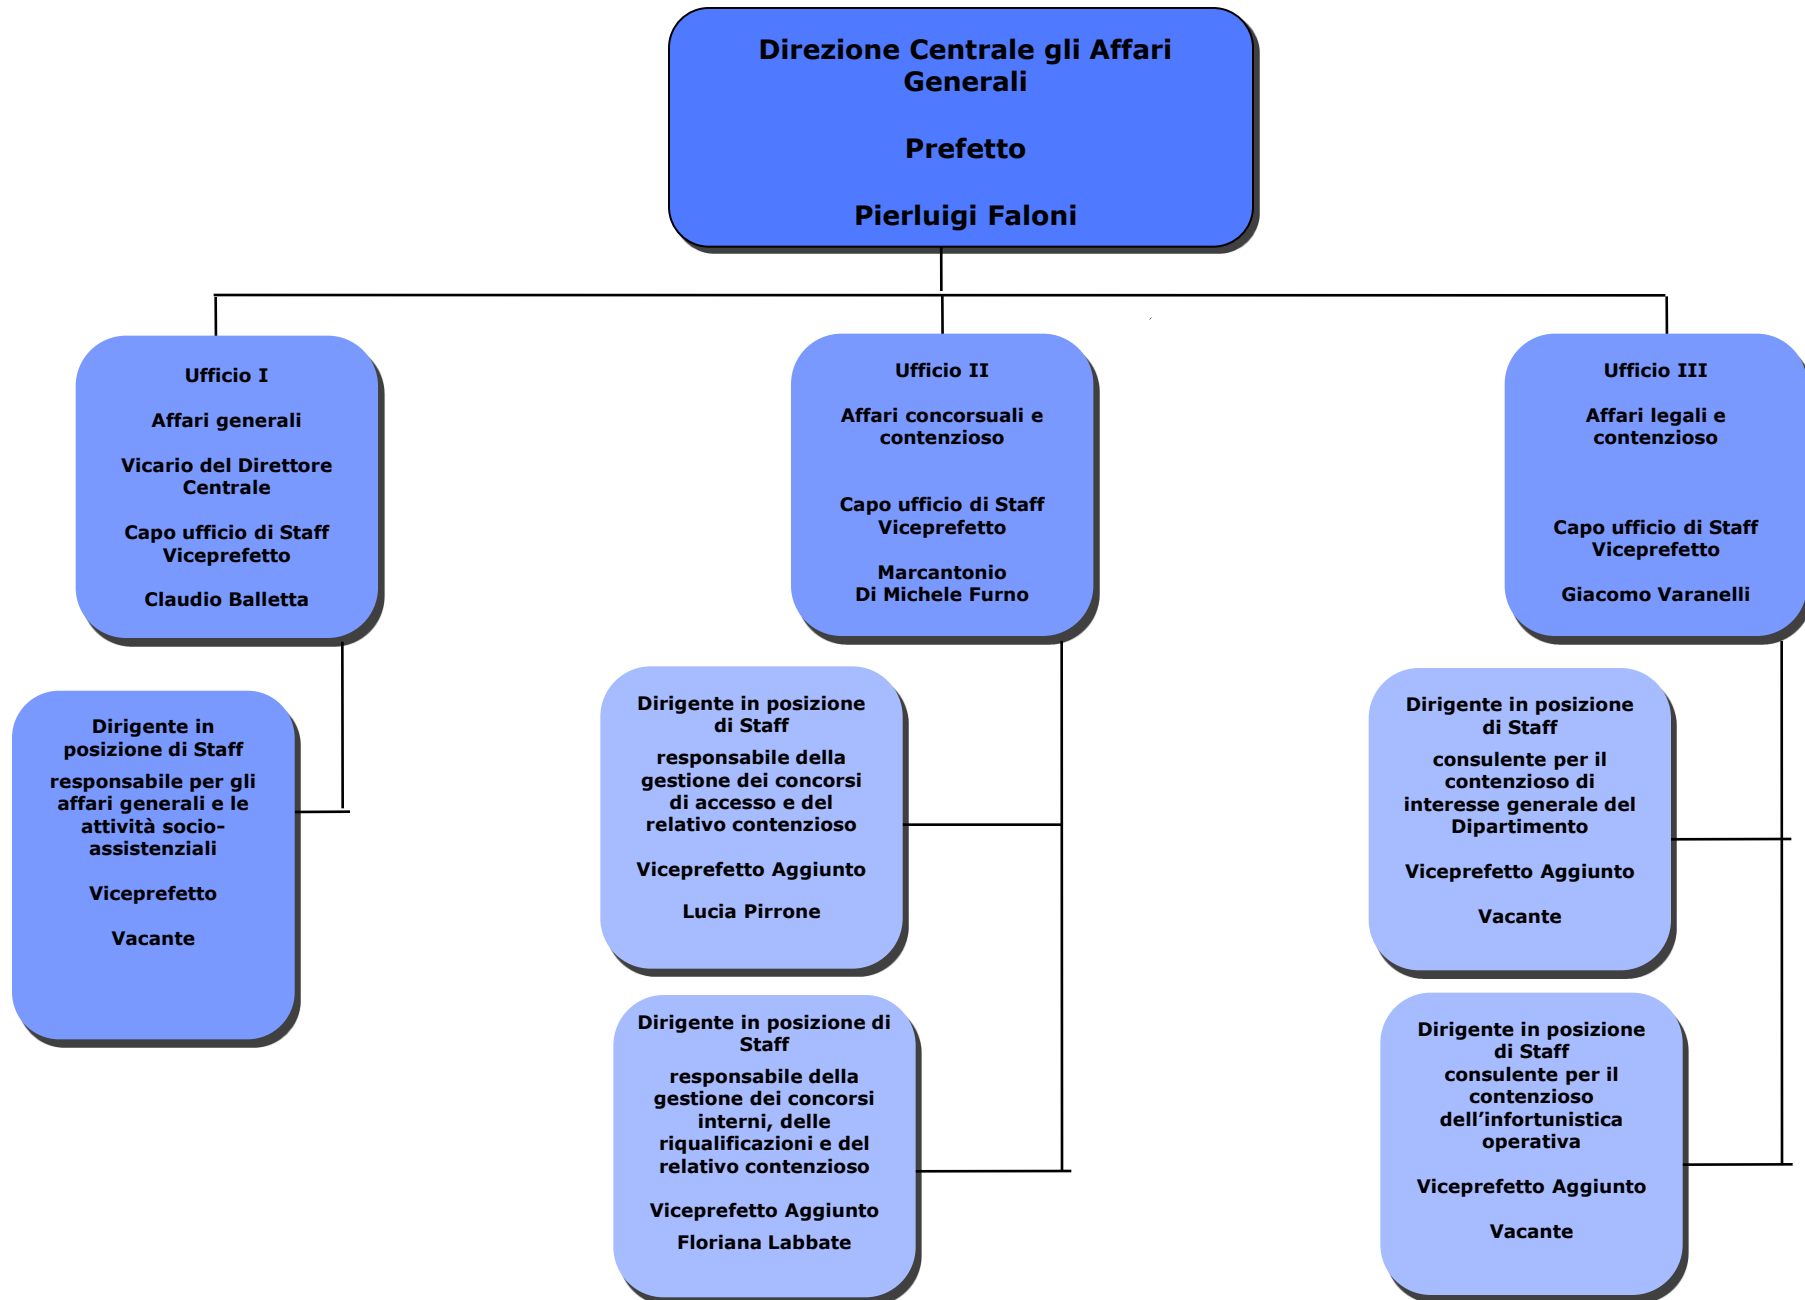 Direzione Centrale gli Affari
Generali
Prefetto
Pierluigi Faloni
Ufficio I
Affari generali
Vicario del Direttore
Centrale
Capo ufficio di Staff
Viceprefetto
Claudio Balletta
Ufficio II
Affari concorsuali e
contenzioso
Capo ufficio di Staff
Viceprefetto
Marcantonio
Di Michele Furno
Ufficio III
Affari legali e
contenzioso
Capo ufficio di Staff
Viceprefetto
Giacomo Varanelli
Dirigente in
posizione di Staff
responsabile per gli
affari generali e le
attività socio-
assistenziali
Viceprefetto
Vacante
Dirigente in posizione
di Staff
responsabile della
gestione dei concorsi
di accesso e del
relativo contenzioso
Viceprefetto Aggiunto
Lucia Pirrone
Dirigente in posizione di
Staff
responsabile della
gestione dei concorsi
interni, delle
riqualificazioni e del
relativo contenzioso
Viceprefetto Aggiunto
Floriana Labbate
Dirigente in posizione
di Staff
consulente per il
contenzioso di
interesse generale del
Dipartimento
Viceprefetto Aggiunto
Vacante
Dirigente in posizione
di Staff
consulente per il
contenzioso
dell’infortunistica
operativa
Viceprefetto Aggiunto
Vacante